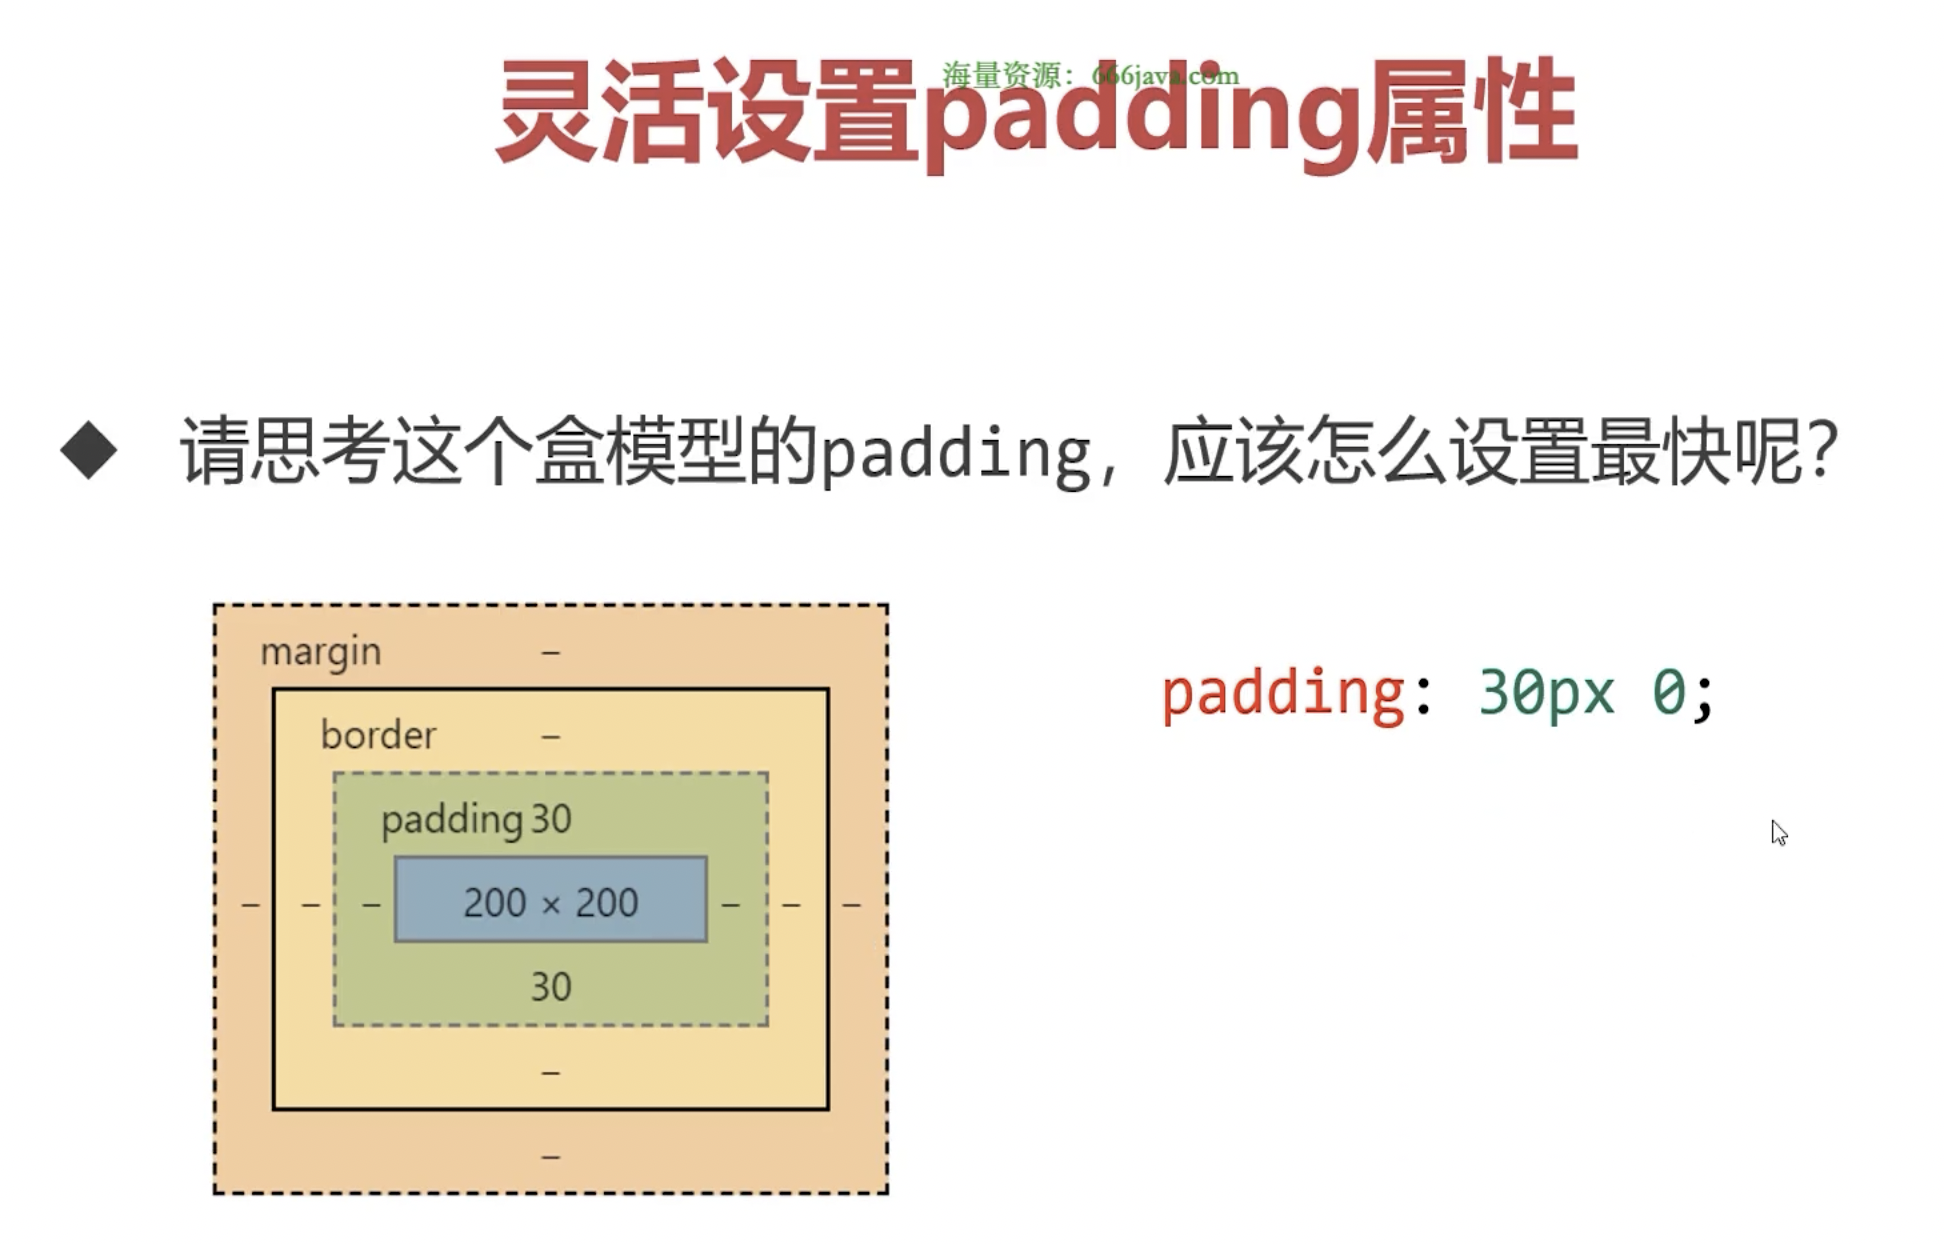 海量资源：666java.com
灵活设置padding属性
◆ 请思考这个盒模型的padding，应该怎么设置最快呢？
margin –
border –
padding 30
– – – 200 × 200 – – –
30
–
–
padding: 30px 0;